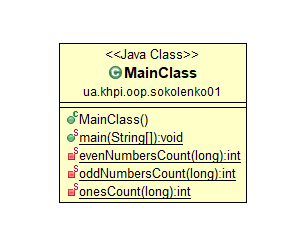 <<Java Class>>
MainClass
ua.khpi.oop.sokolenko01
MainClass()
main(String[]):void
evenNumbersCount(long):int
oddNumbersCount(long):int
onesCount(long):int